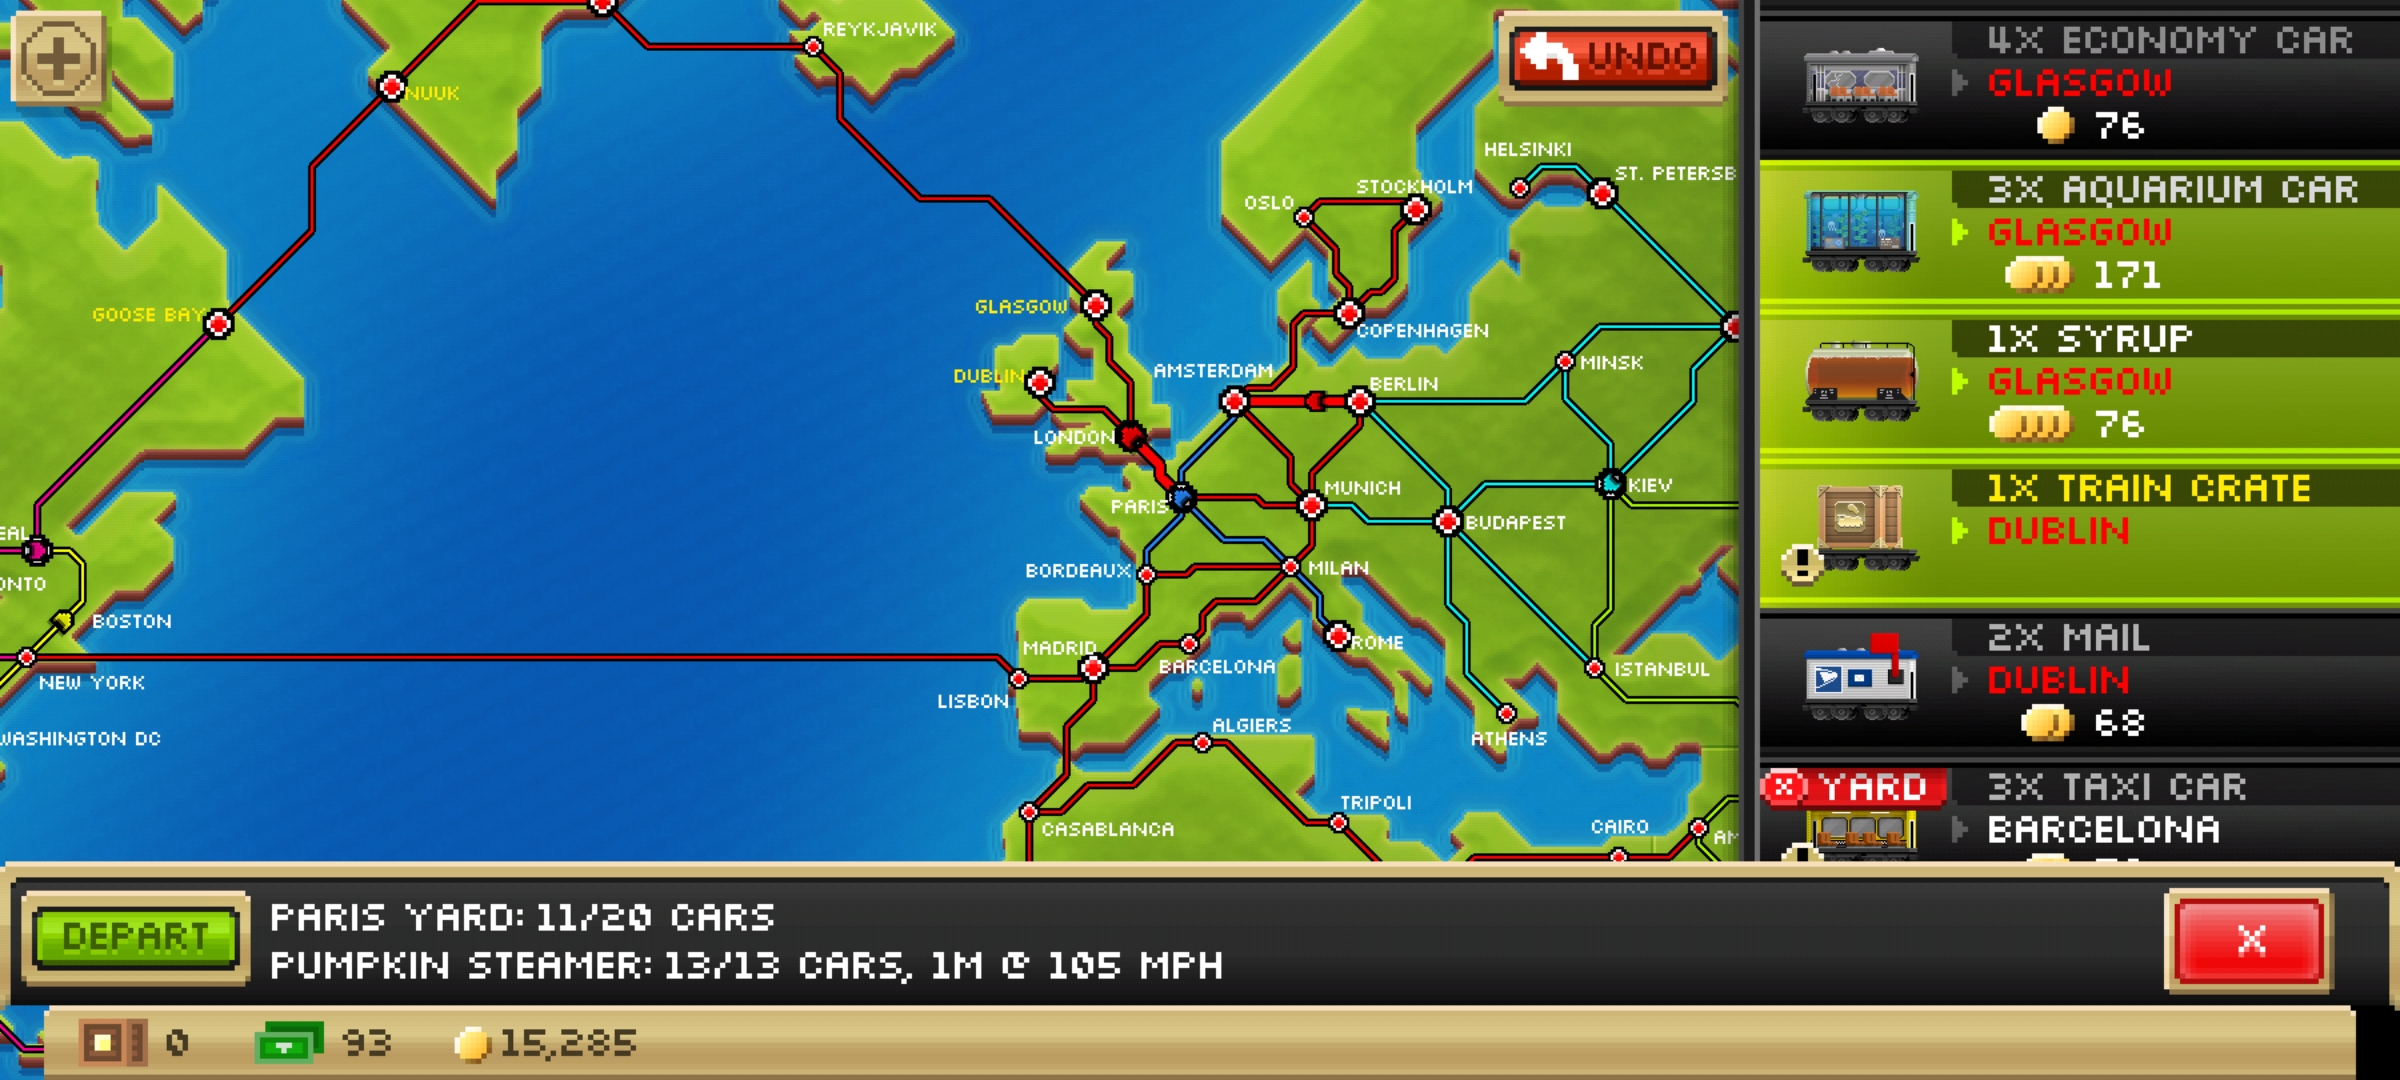 REYKJAVIK
UNDO
NUUK
HELSINKI
ST. PETERSB
STOCKHOLM
OSLO
GOOSE BAY
GLASGOW
COPENHAGEN
DUBLIN
AMSTERDAM
BERLIN
MINSK
LONDON
MUNICH
KIEV
PARIS
BUDAPEST
EAL
ONTO
BORDEAUX
MILAN
BOSTON
MADRID
ROME
NEW YORK
BARCELONA
ISTANBUL
LISBON
WASHINGTON DC
ALGIERS
ATHENS
TRIPOLI
CASABLANCA
CAIRO
AM
4X ECONOMY CAR
GLASGOW
76
3X AQUARIUM CAR
GLASGOW
171
1X SYRUP
GLASGOW
76
1X TRAIN CRATE
DUBLIN
2X MAIL
DUBLIN
68
X YARD
3X TAXI CAR
BARCELONA
DEPART
PARIS YARD: 11/20 CARS
PUMPKIN STEAMER: 13/13 CARS, 1M @ 105 MPH
X
0
93
15,285